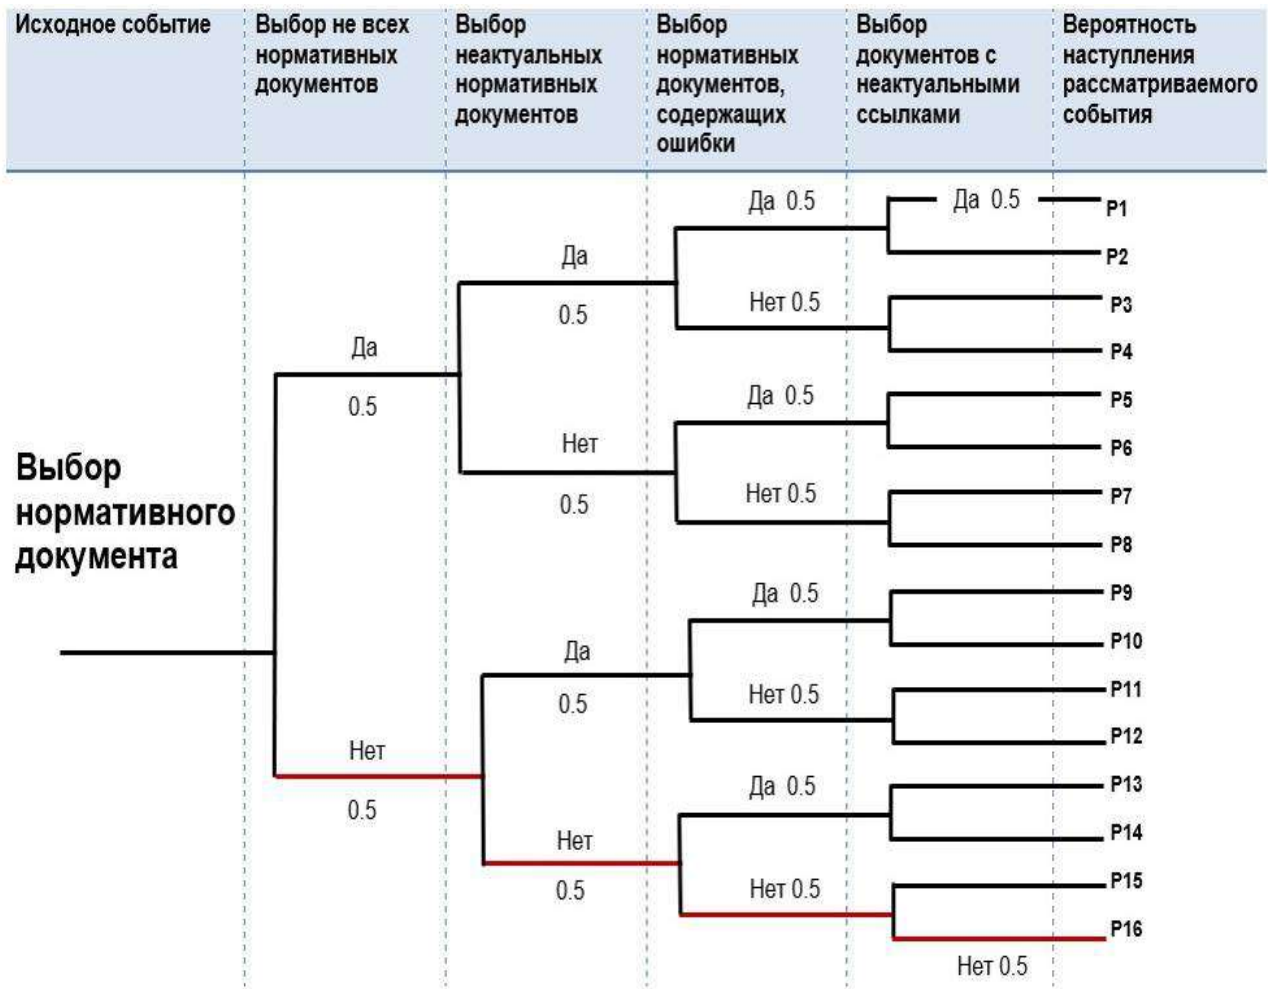 Исходное событие
Выбор не всех
нормативных
документов
Выбор
неактуальных
нормативных
документов
Выбор
нормативных
документов,
содержащих
ошибки
Выбор
документов с
неактуальными
ссылками
Вероятность
наступления
рассматриваемого
события
Да 0.5
Да 0.5
P1
Да
P2
0.5
Нет 0.5
P3
Да
P4
0.5
Да 0.5
P5
Нет
P6
Выбор
нормативного
документа
0.5
Нет 0.5
P7
P8
Да 0.5
P9
Да
P10
0.5
Нет 0.5
P11
P12
Нет
0.5
Да 0.5
P13
Нет
P14
0.5
Нет 0.5
P15
P16
Нет 0.5